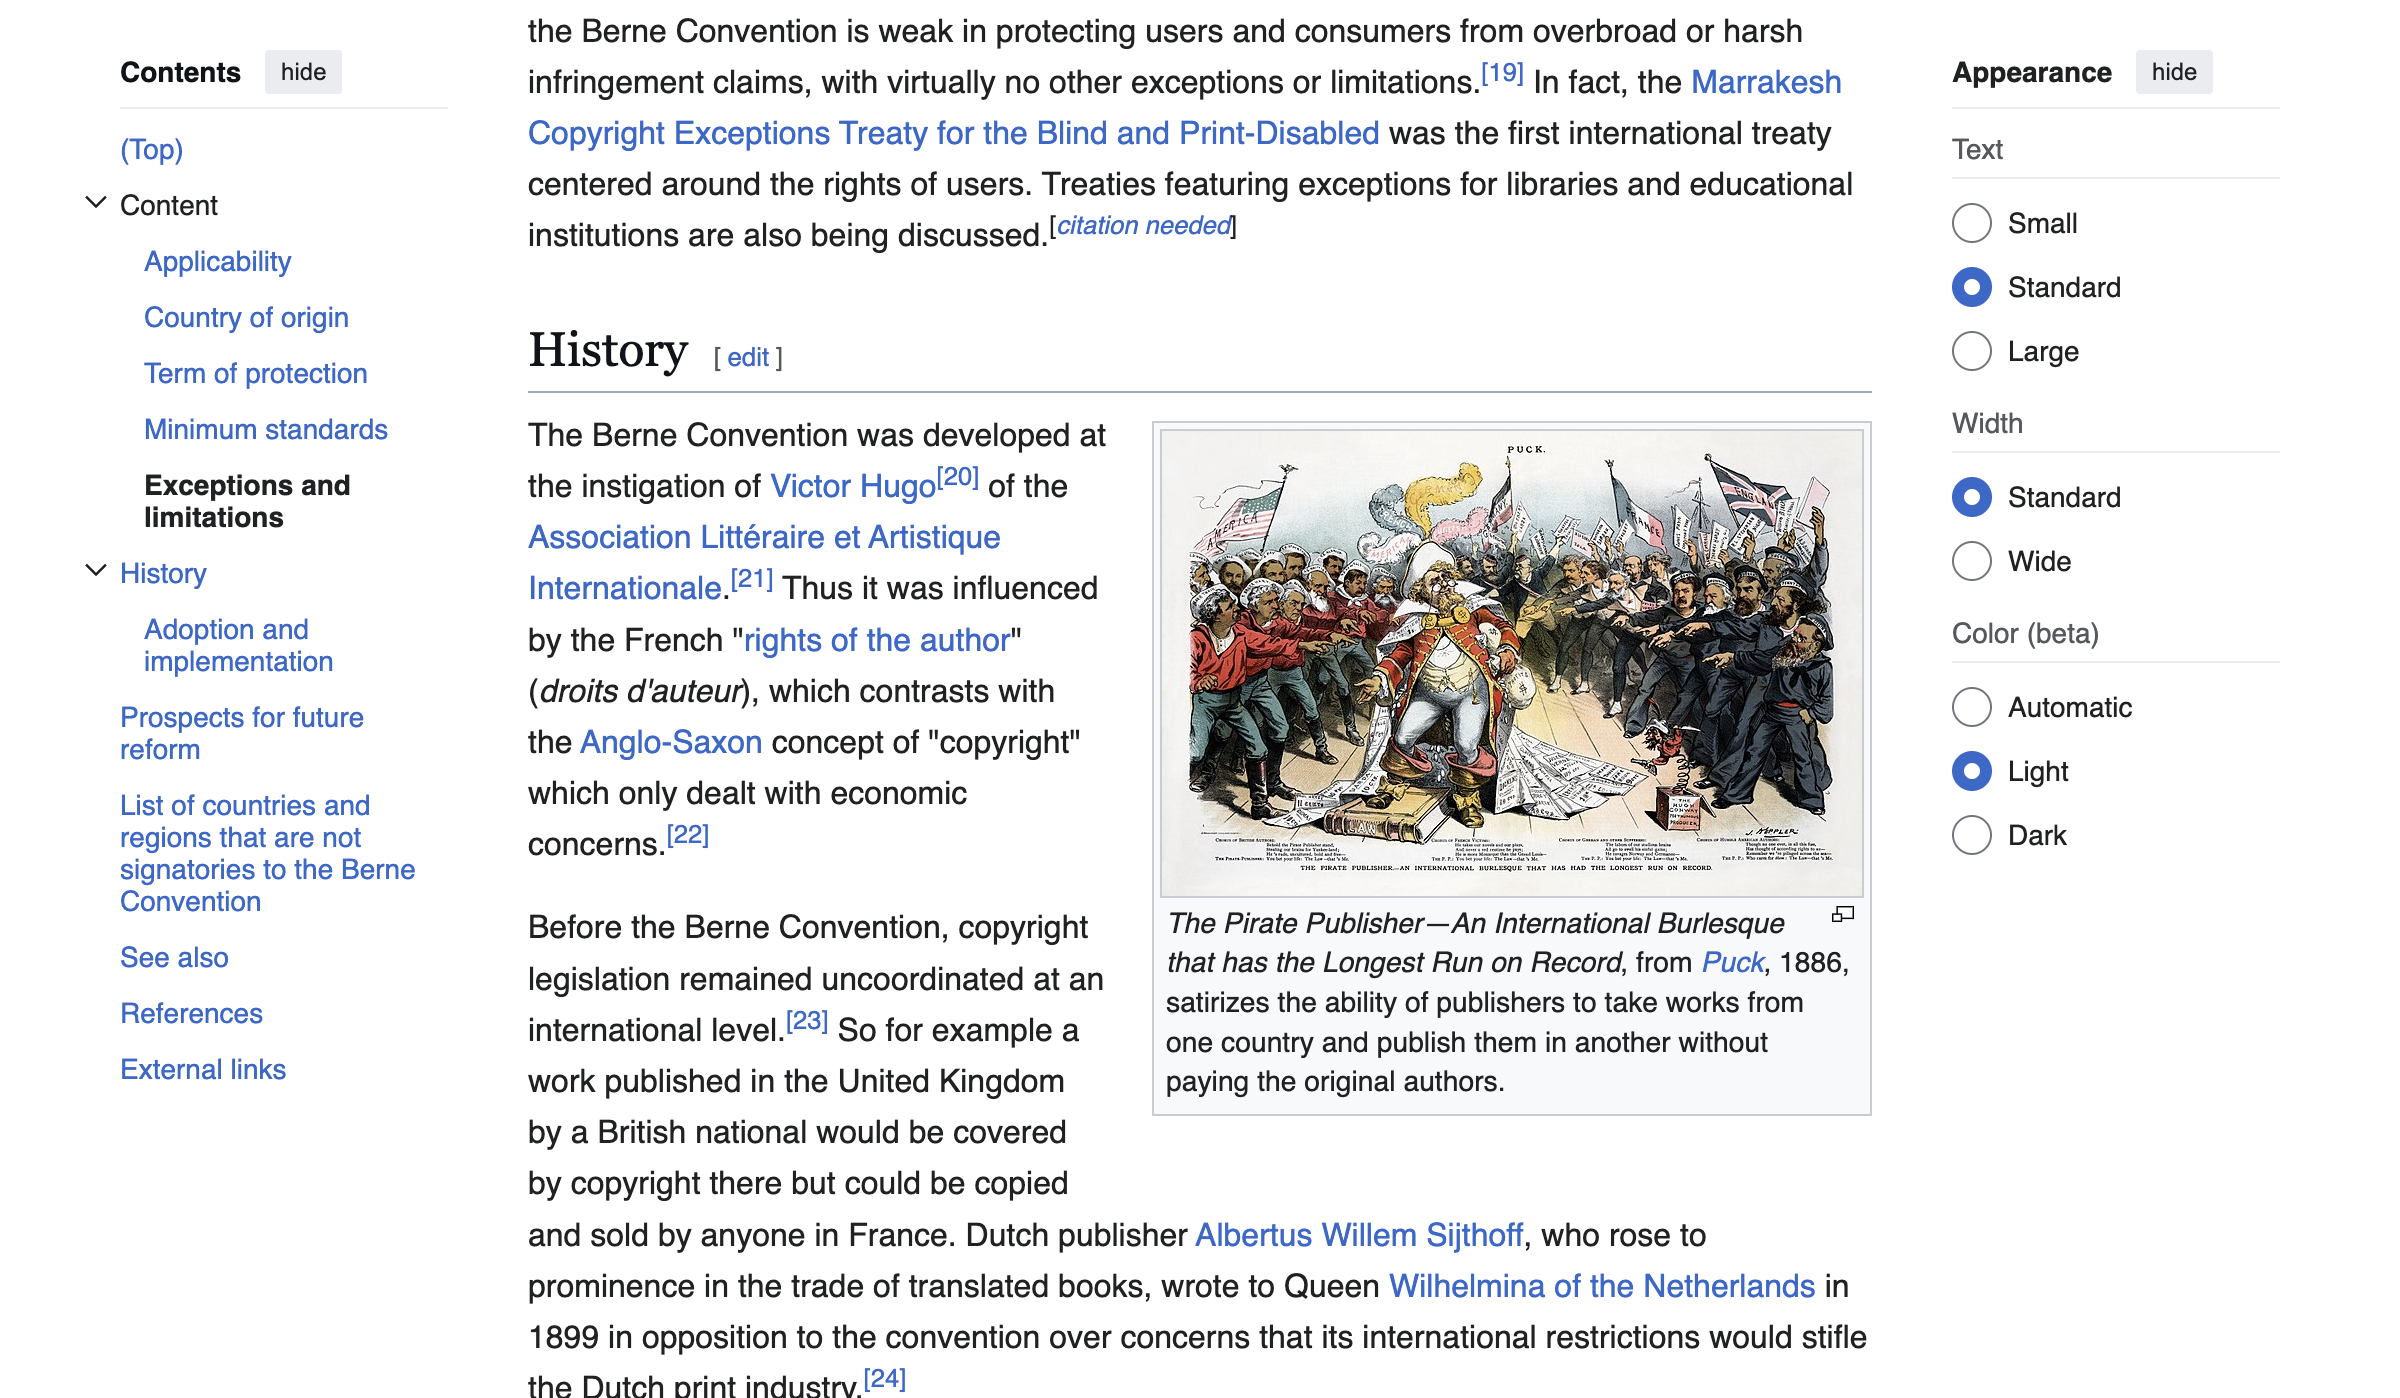 Contents hide
(Top)
Content
Applicability
Country of origin
Term of protection
Minimum standards
Exceptions and
limitations
History
Adoption and
implementation
Prospects for future
reform
List of countries and
regions that are not
signatories to the Berne
Convention
See also
References
External links
the Berne Convention is weak in protecting users and consumers from overbroad or harsh
infringement claims, with virtually no other exceptions or limitations.[19] In fact, the Marrakesh
Copyright Exceptions Treaty for the Blind and Print-Disabled was the first international treaty
centered around the rights of users. Treaties featuring exceptions for libraries and educational
institutions are also being discussed.[citation needed]
History [ edit ]
The Berne Convention was developed at
the instigation of Victor Hugo[20] of the
Association Littéraire et Artistique
Internationale.[21] Thus it was influenced
by the French "rights of the author"
(droits d'auteur), which contrasts with
the Anglo-Saxon concept of "copyright"
which only dealt with economic
concerns.[22]
Before the Berne Convention, copyright
legislation remained uncoordinated at an
international level.[23] So for example a
work published in the United Kingdom
by a British national would be covered
by copyright there but could be copied
and sold by anyone in France. Dutch publisher Albertus Willem Sijthoff, who rose to
prominence in the trade of translated books, wrote to Queen Wilhelmina of the Netherlands in
1899 in opposition to the convention over concerns that its international restrictions would stifle
the Dutch print industry.[24]
PUCK.
AMERICA
FRANCE
ENGLAND
LAW
THE
HUGH
CONWAY
J. KEPPLER
THE PIRATE PUBLISHER—AN INTERNATIONAL BURLESQUE THAT HAS HAD THE LONGEST RUN ON RECORD.
The Pirate Publisher—An International Burlesque
that has the Longest Run on Record, from Puck, 1886,
satirizes the ability of publishers to take works from
one country and publish them in another without
paying the original authors.
Appearance hide
Text
Small
Standard
Large
Width
Standard
Wide
Color (beta)
Automatic
Light
Dark